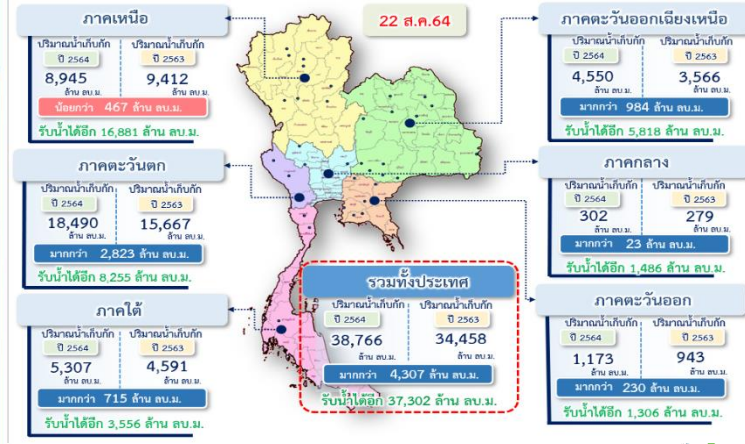 22 ส.ค.64
ภาคเหนือ
ปริมาณน้ำเก็บกัก ปริมาณน้ำเก็บกัก
ปี 2564 ปี 2563
8,945 9,412
ล้าน ลบ.ม. ล้าน ลบ.ม.
น้อยกว่า 467 ล้าน ลบ.ม.
รับน้ำได้อีก 16,881 ล้าน ลบ.ม.
ภาคตะวันตก
ปริมาณน้ำเก็บกัก ปริมาณน้ำเก็บกัก
ปี 2564 ปี 2563
18,490 15,667
ล้าน ลบ.ม. ล้าน ลบ.ม.
มากกว่า 2,823 ล้าน ลบ.ม.
รับน้ำได้อีก 8,255 ล้าน ลบ.ม.
ภาคใต้
ปริมาณน้ำเก็บกัก ปริมาณน้ำเก็บกัก
ปี 2564 ปี 2563
5,307 4,591
ล้าน ลบ.ม. ล้าน ลบ.ม.
มากกว่า 715 ล้าน ลบ.ม.
รับน้ำได้อีก 3,556 ล้าน ลบ.ม.
รวมทั้งประเทศ
ปริมาณน้ำเก็บกัก ปริมาณน้ำเก็บกัก
ปี 2564 ปี 2563
38,766 34,458
ล้าน ลบ.ม. ล้าน ลบ.ม.
มากกว่า 4,307 ล้าน ลบ.ม.
รับน้ำได้อีก 37,302 ล้าน ลบ.ม.
ภาคตะวันออกเฉียงเหนือ
ปริมาณน้ำเก็บกัก ปริมาณน้ำเก็บกัก
ปี 2564 ปี 2563
4,550 3,566
ล้าน ลบ.ม. ล้าน ลบ.ม.
มากกว่า 984 ล้าน ลบ.ม.
รับน้ำได้อีก 5,818 ล้าน ลบ.ม.
ภาคกลาง
ปริมาณน้ำเก็บกัก ปริมาณน้ำเก็บกัก
ปี 2564 ปี 2563
302 279
ล้าน ลบ.ม. ล้าน ลบ.ม.
มากกว่า 23 ล้าน ลบ.ม.
รับน้ำได้อีก 1,486 ล้าน ลบ.ม.
ภาคตะวันออก
ปริมาณน้ำเก็บกัก ปริมาณน้ำเก็บกัก
ปี 2564 ปี 2563
1,173 943
ล้าน ลบ.ม. ล้าน ลบ.ม.
มากกว่า 230 ล้าน ลบ.ม.
รับน้ำได้อีก 1,306 ล้าน ลบ.ม.